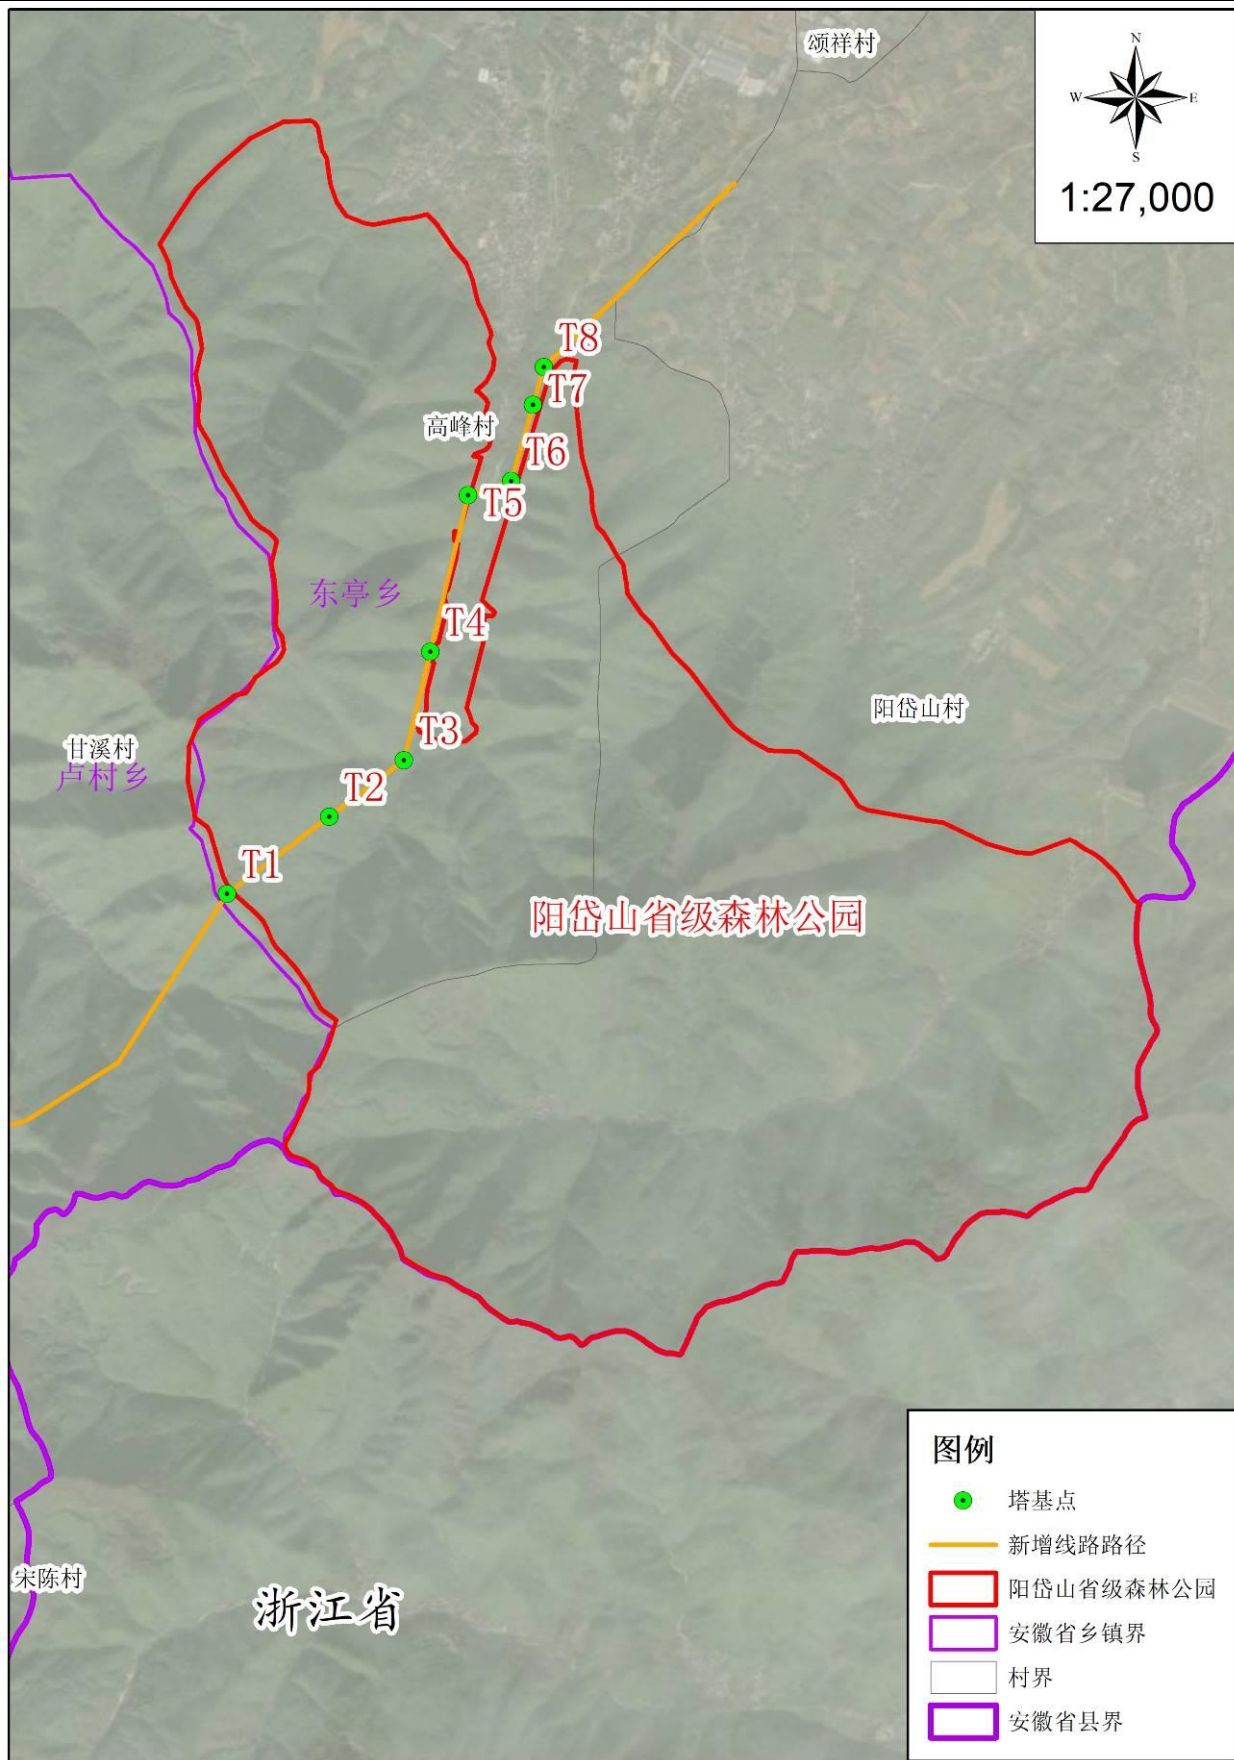 颂祥村
N
W
E
S
1:27,000
T8
T7
高峰村
T6
T5
东亭乡
T4
阳岱山村
T3
甘溪村
卢村乡
T2
T1
阳岱山省级森林公园
图例
塔基点
新增线路路径
阳岱山省级森林公园
安徽省乡镇界
村界
安徽省县界
宋陈村
浙江省